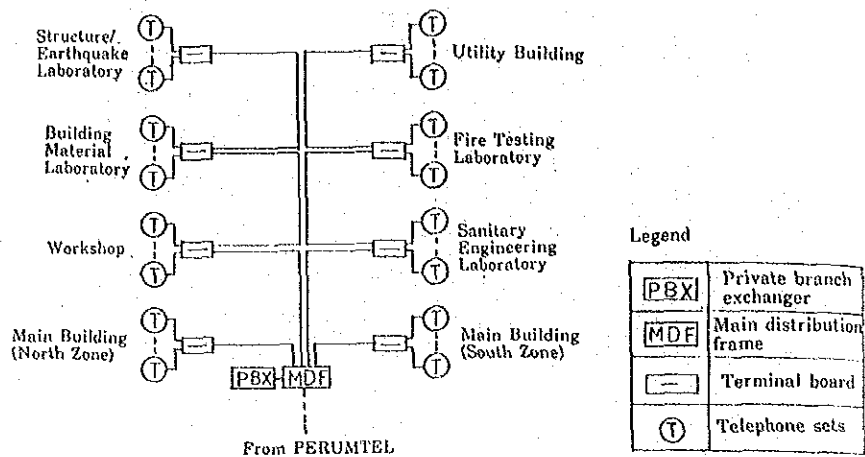 Structure/
Earthquake
Laboratory
T
T
T
T
Utility Building
Building
Material
Laboratory
T
T
T
T
Fire Testing
Laboratory
Workshop
T
T
T
T
Sanitary
Engineering
Laboratory
Main Building
(North Zone)
T
T
T
T
Main Building
(South Zone)
PBX
MDF
From PERUMTEL
Legend
PBX
Private branch
exchanger
MDF
Main distribution
frame
Terminal board
T
Telephone sets